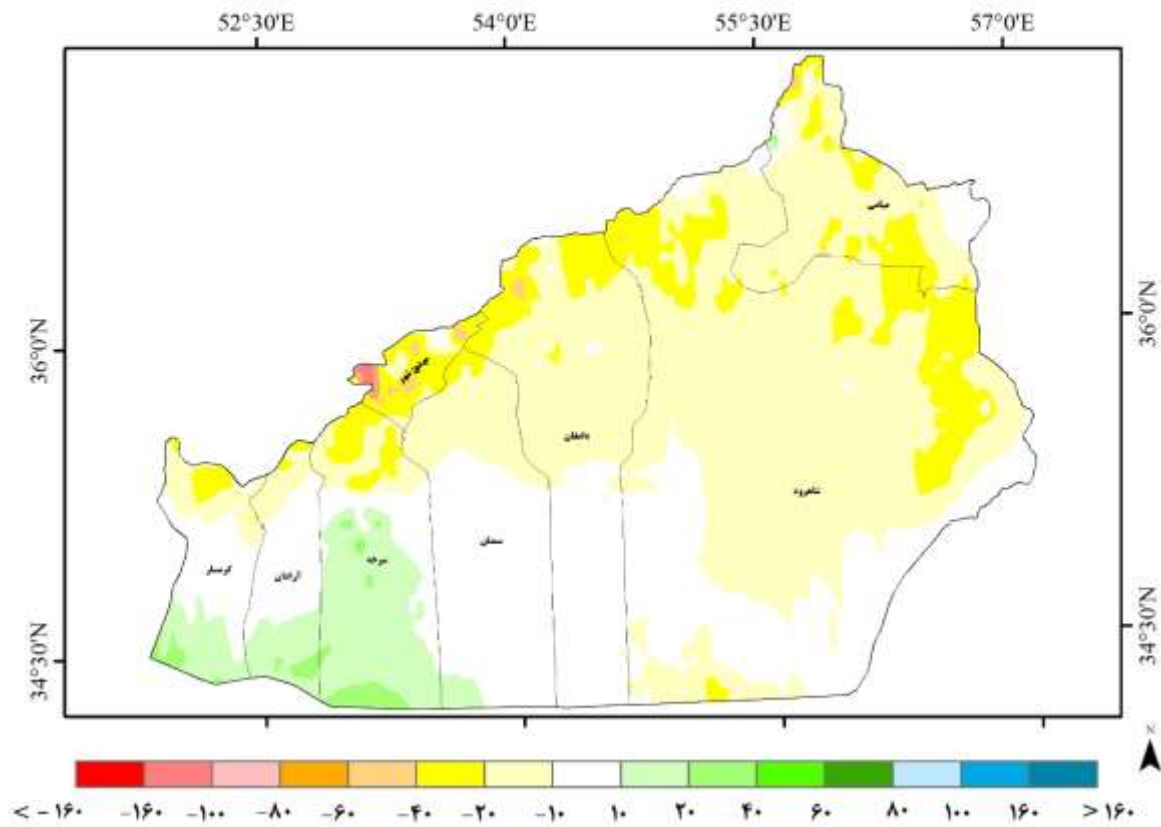 52°30'E 54°0'E 55°30'E 57°0'E
میامی
36°0'N
36°0'N
مهدی شهر
دامغان
شاهرود
سمنان
سرخه
آرادان
گرمسار
34°30'N
34°30'N
N
< -۱۶۰ -۱۶۰ -۱۰۰ -۸۰ -۶۰ -۴۰ -۲۰ -۱۰ ۱۰ ۲۰ ۴۰ ۶۰ ۸۰ ۱۰۰ ۱۶۰ >۱۶۰